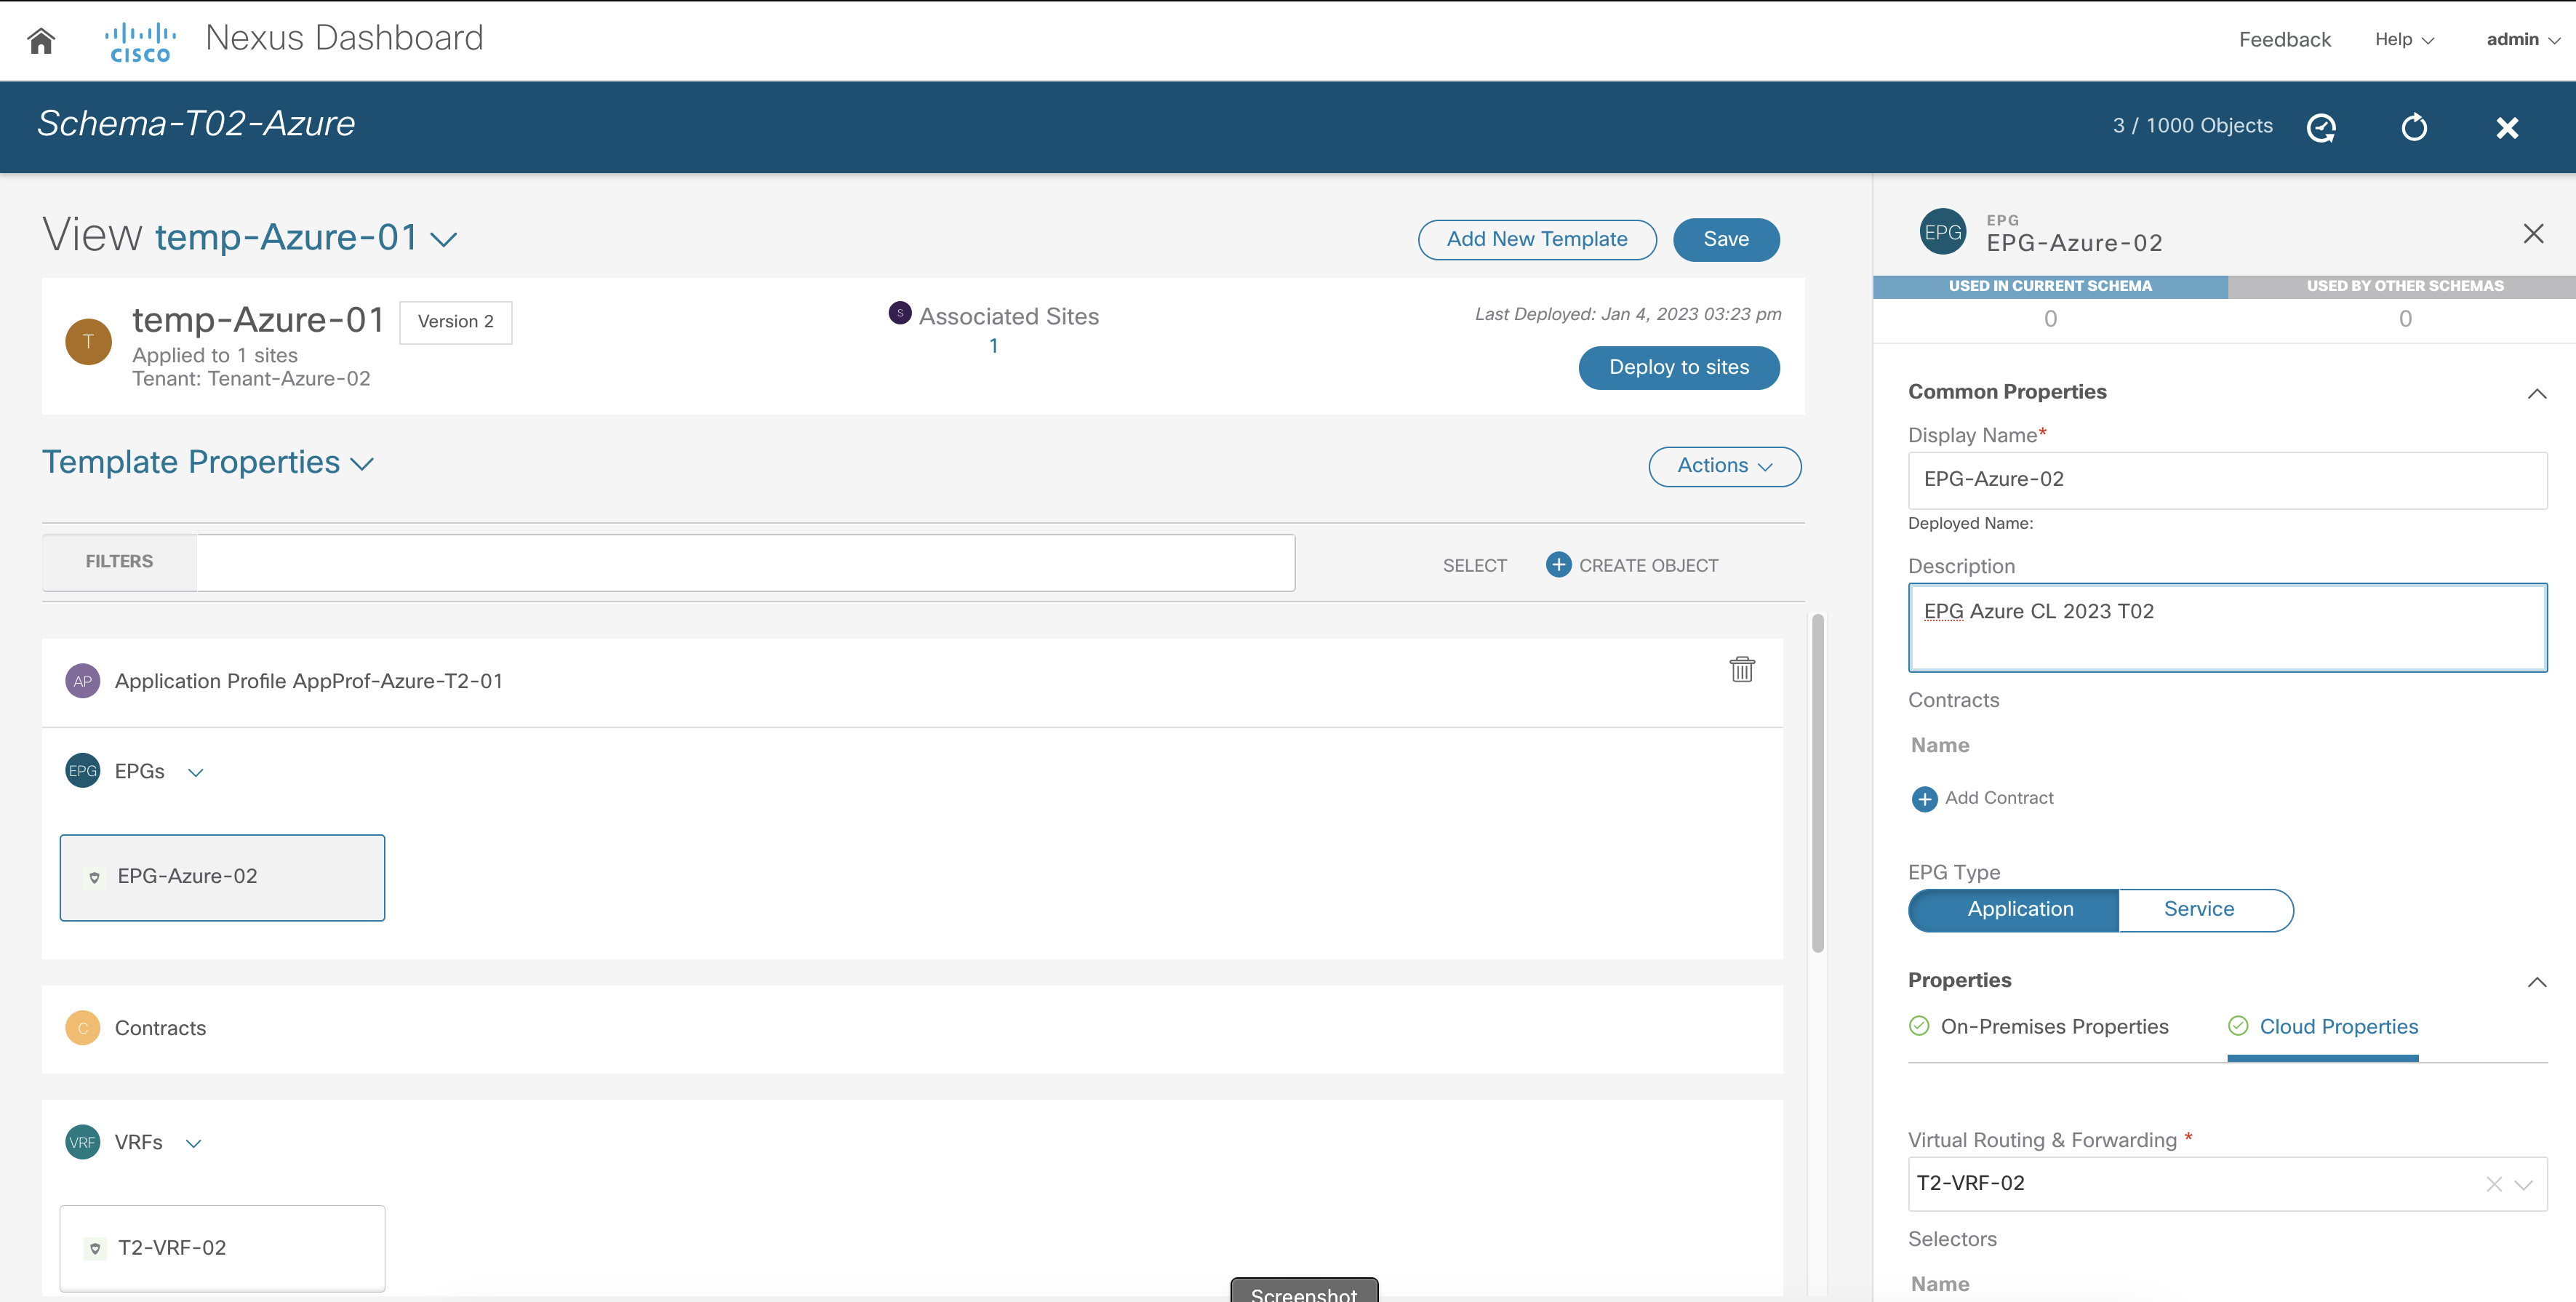 CISCO Nexus Dashboard
Feedback Help admin
Schema-T02-Azure
3 / 1000 Objects
View temp-Azure-01
Add New Template Save
T temp-Azure-01 Version 2
Applied to 1 sites
Tenant: Tenant-Azure-02
S Associated Sites
1
Last Deployed: Jan 4, 2023 03:23 pm
Deploy to sites
Template Properties
Actions
FILTERS
SELECT CREATE OBJECT
AP Application Profile AppProf-Azure-T2-01
EPG EPGs
EPG-Azure-02
C Contracts
VRF VRFs
T2-VRF-02
Screenshot
EPG EPG
EPG-Azure-02
USED IN CURRENT SCHEMA USED BY OTHER SCHEMAS
0 0
Common Properties
Display Name*
EPG-Azure-02
Deployed Name:
Description
EPG Azure CL 2023 T02
Contracts
Name
Add Contract
EPG Type
Application Service
Properties
On-Premises Properties Cloud Properties
Virtual Routing & Forwarding *
T2-VRF-02
Selectors
Name